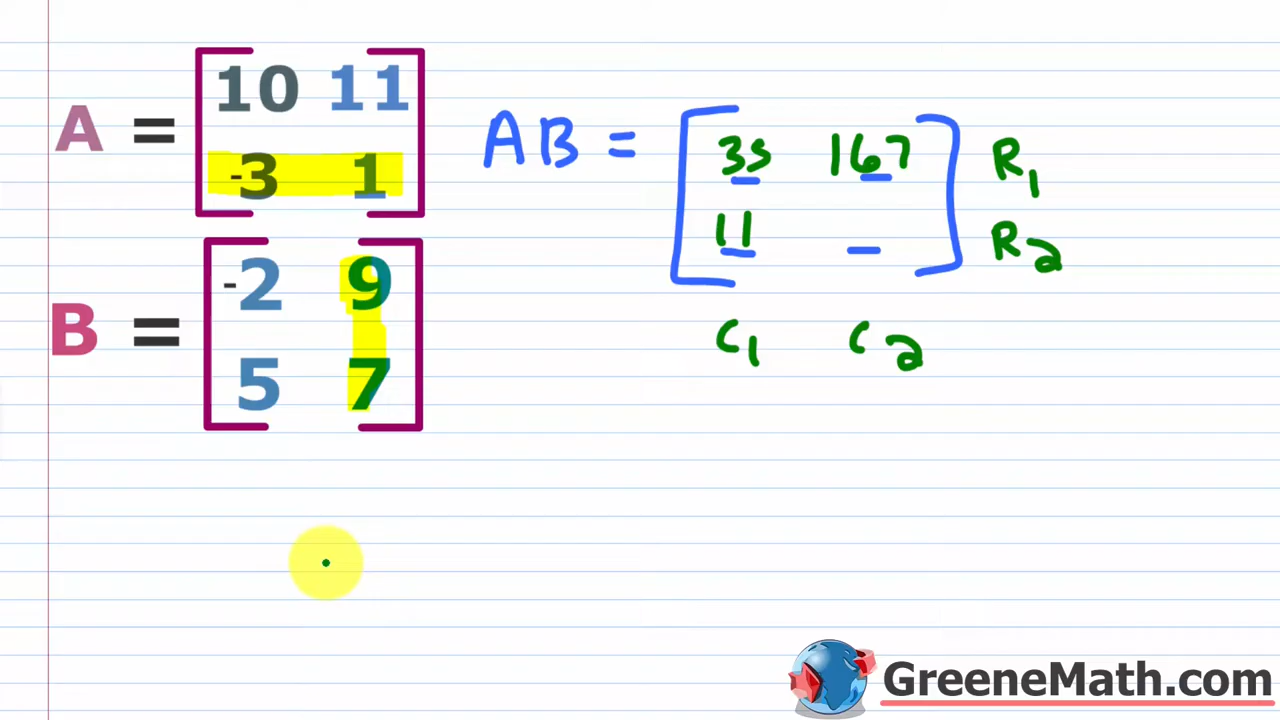 A = [ 10 11
-3 1 ]
B = [ -2 9
5 7 ]
AB = [ 35 167 ] R1
11 _ R2
C1 C2
GreeneMath.com